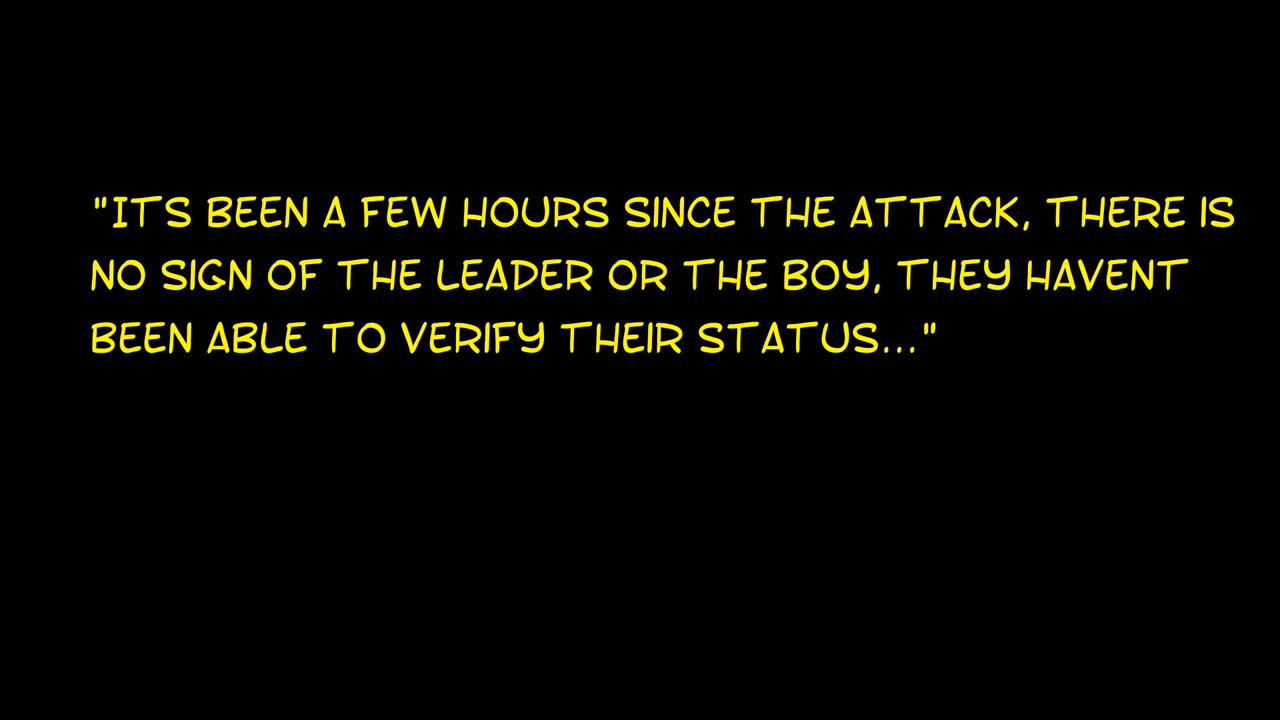 "ITS BEEN A FEW HOURS SINCE THE ATTACK, THERE IS
NO SIGN OF THE LEADER OR THE BOY, THEY HAVENT
BEEN ABLE TO VERIFY THEIR STATUS..."